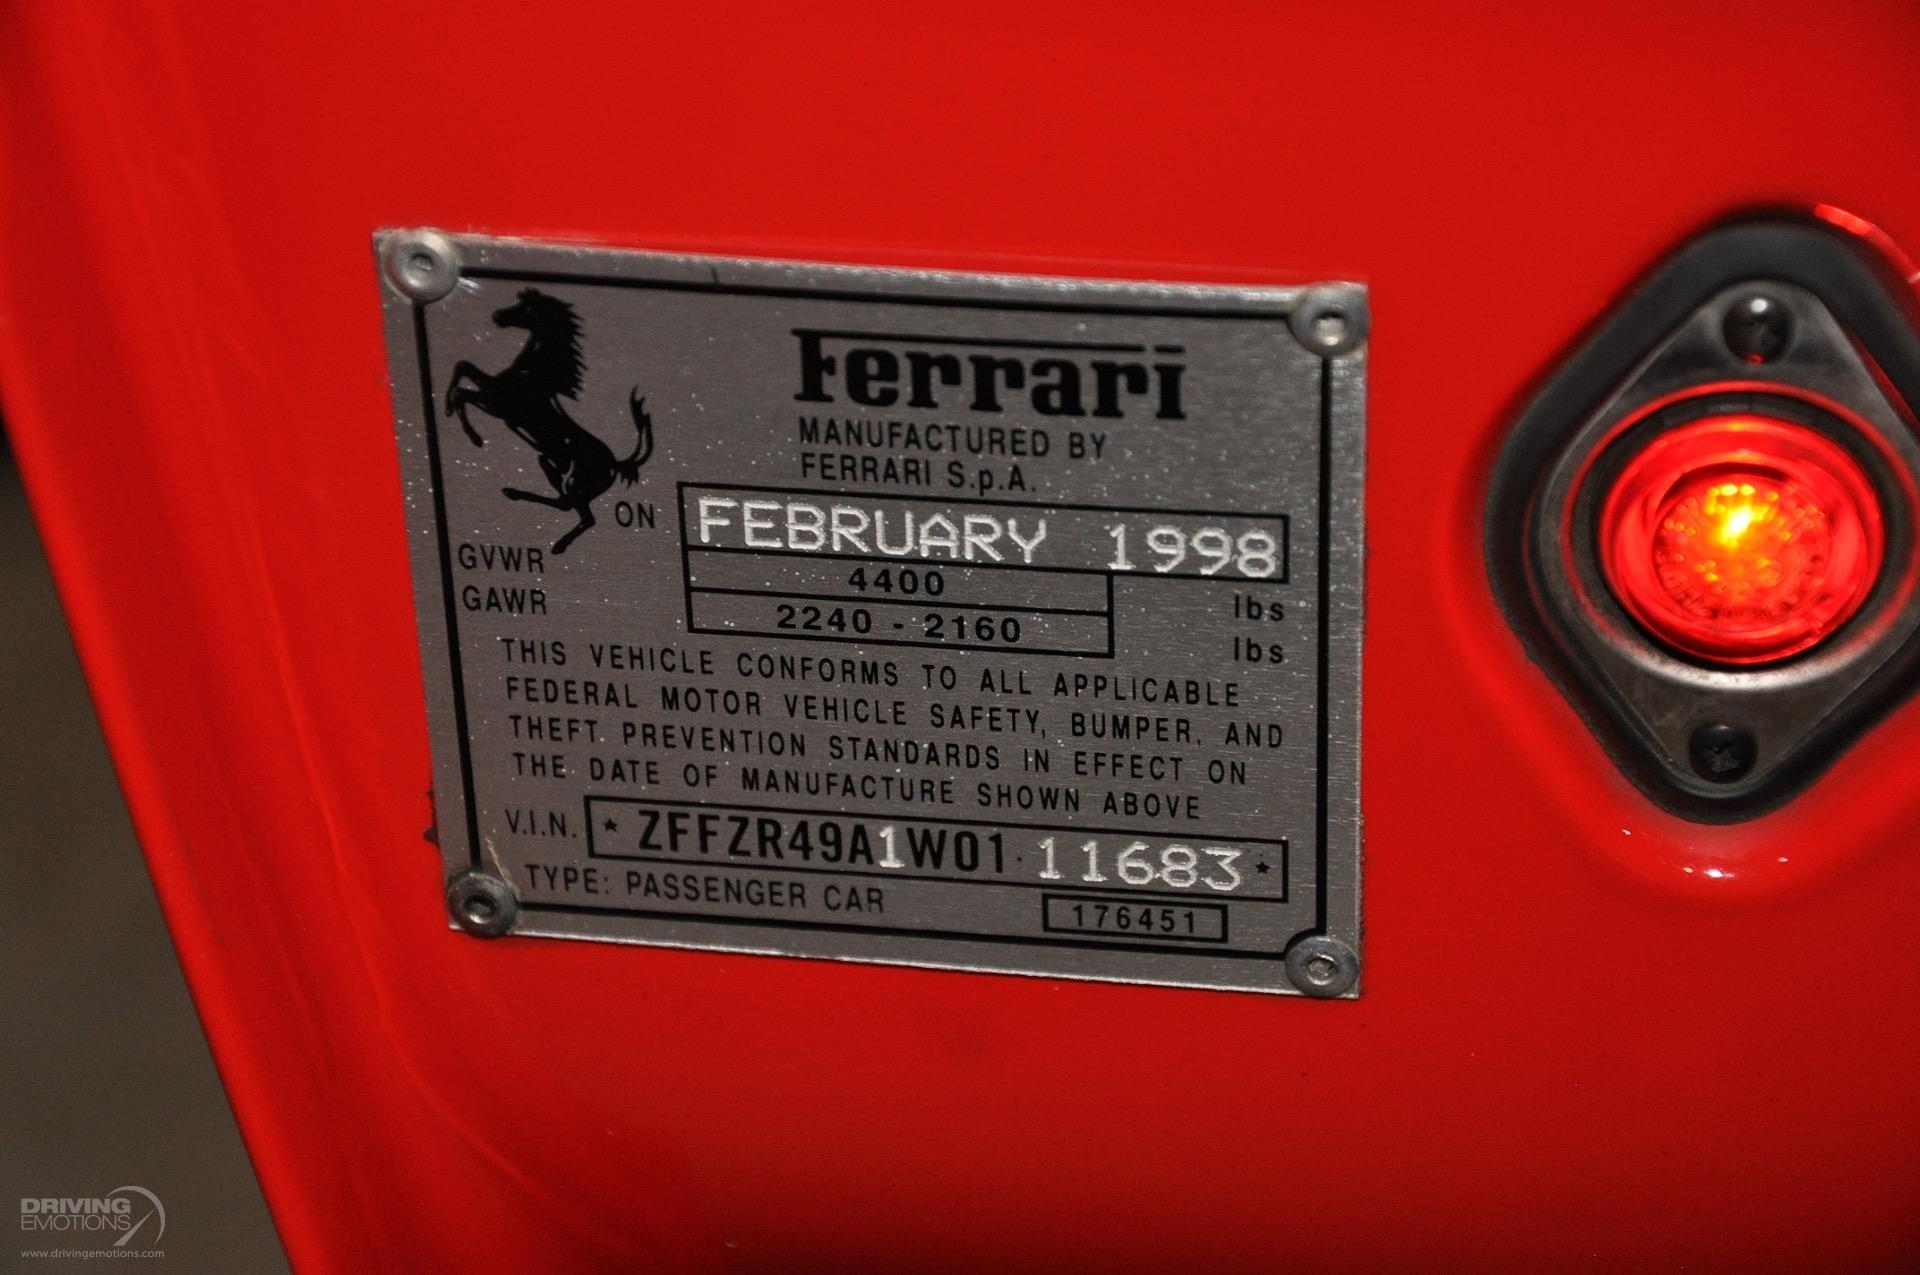 Ferrari
MANUFACTURED BY
FERRARI S.p.A.
ON FEBRUARY 1998
GVWR 4400 lbs
GAWR 2240 - 2160 lbs
THIS VEHICLE CONFORMS TO ALL APPLICABLE
FEDERAL MOTOR VEHICLE SAFETY, BUMPER, AND
THEFT PREVENTION STANDARDS IN EFFECT ON
THE DATE OF MANUFACTURE SHOWN ABOVE
V.I.N. * ZFFZR49A1W01 11683 *
TYPE: PASSENGER CAR 176451
DRIVING
EMOTIONS
www.drivingemotions.com